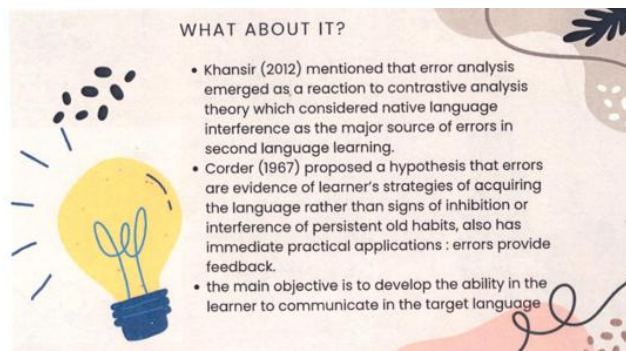 WHAT ABOUT IT?
• Khansir (2012) mentioned that error analysis
emerged as a reaction to contrastive analysis
theory which considered native language
interference as the major source of errors in
second language learning.
• Corder (1967) proposed a hypothesis that errors
are evidence of learner's strategies of acquiring
the language rather than signs of inhibition or
interference of persistent old habits, also has
immediate practical applications : errors provide
feedback.
• the main objective is to develop the ability in the
learner to communicate in the target language